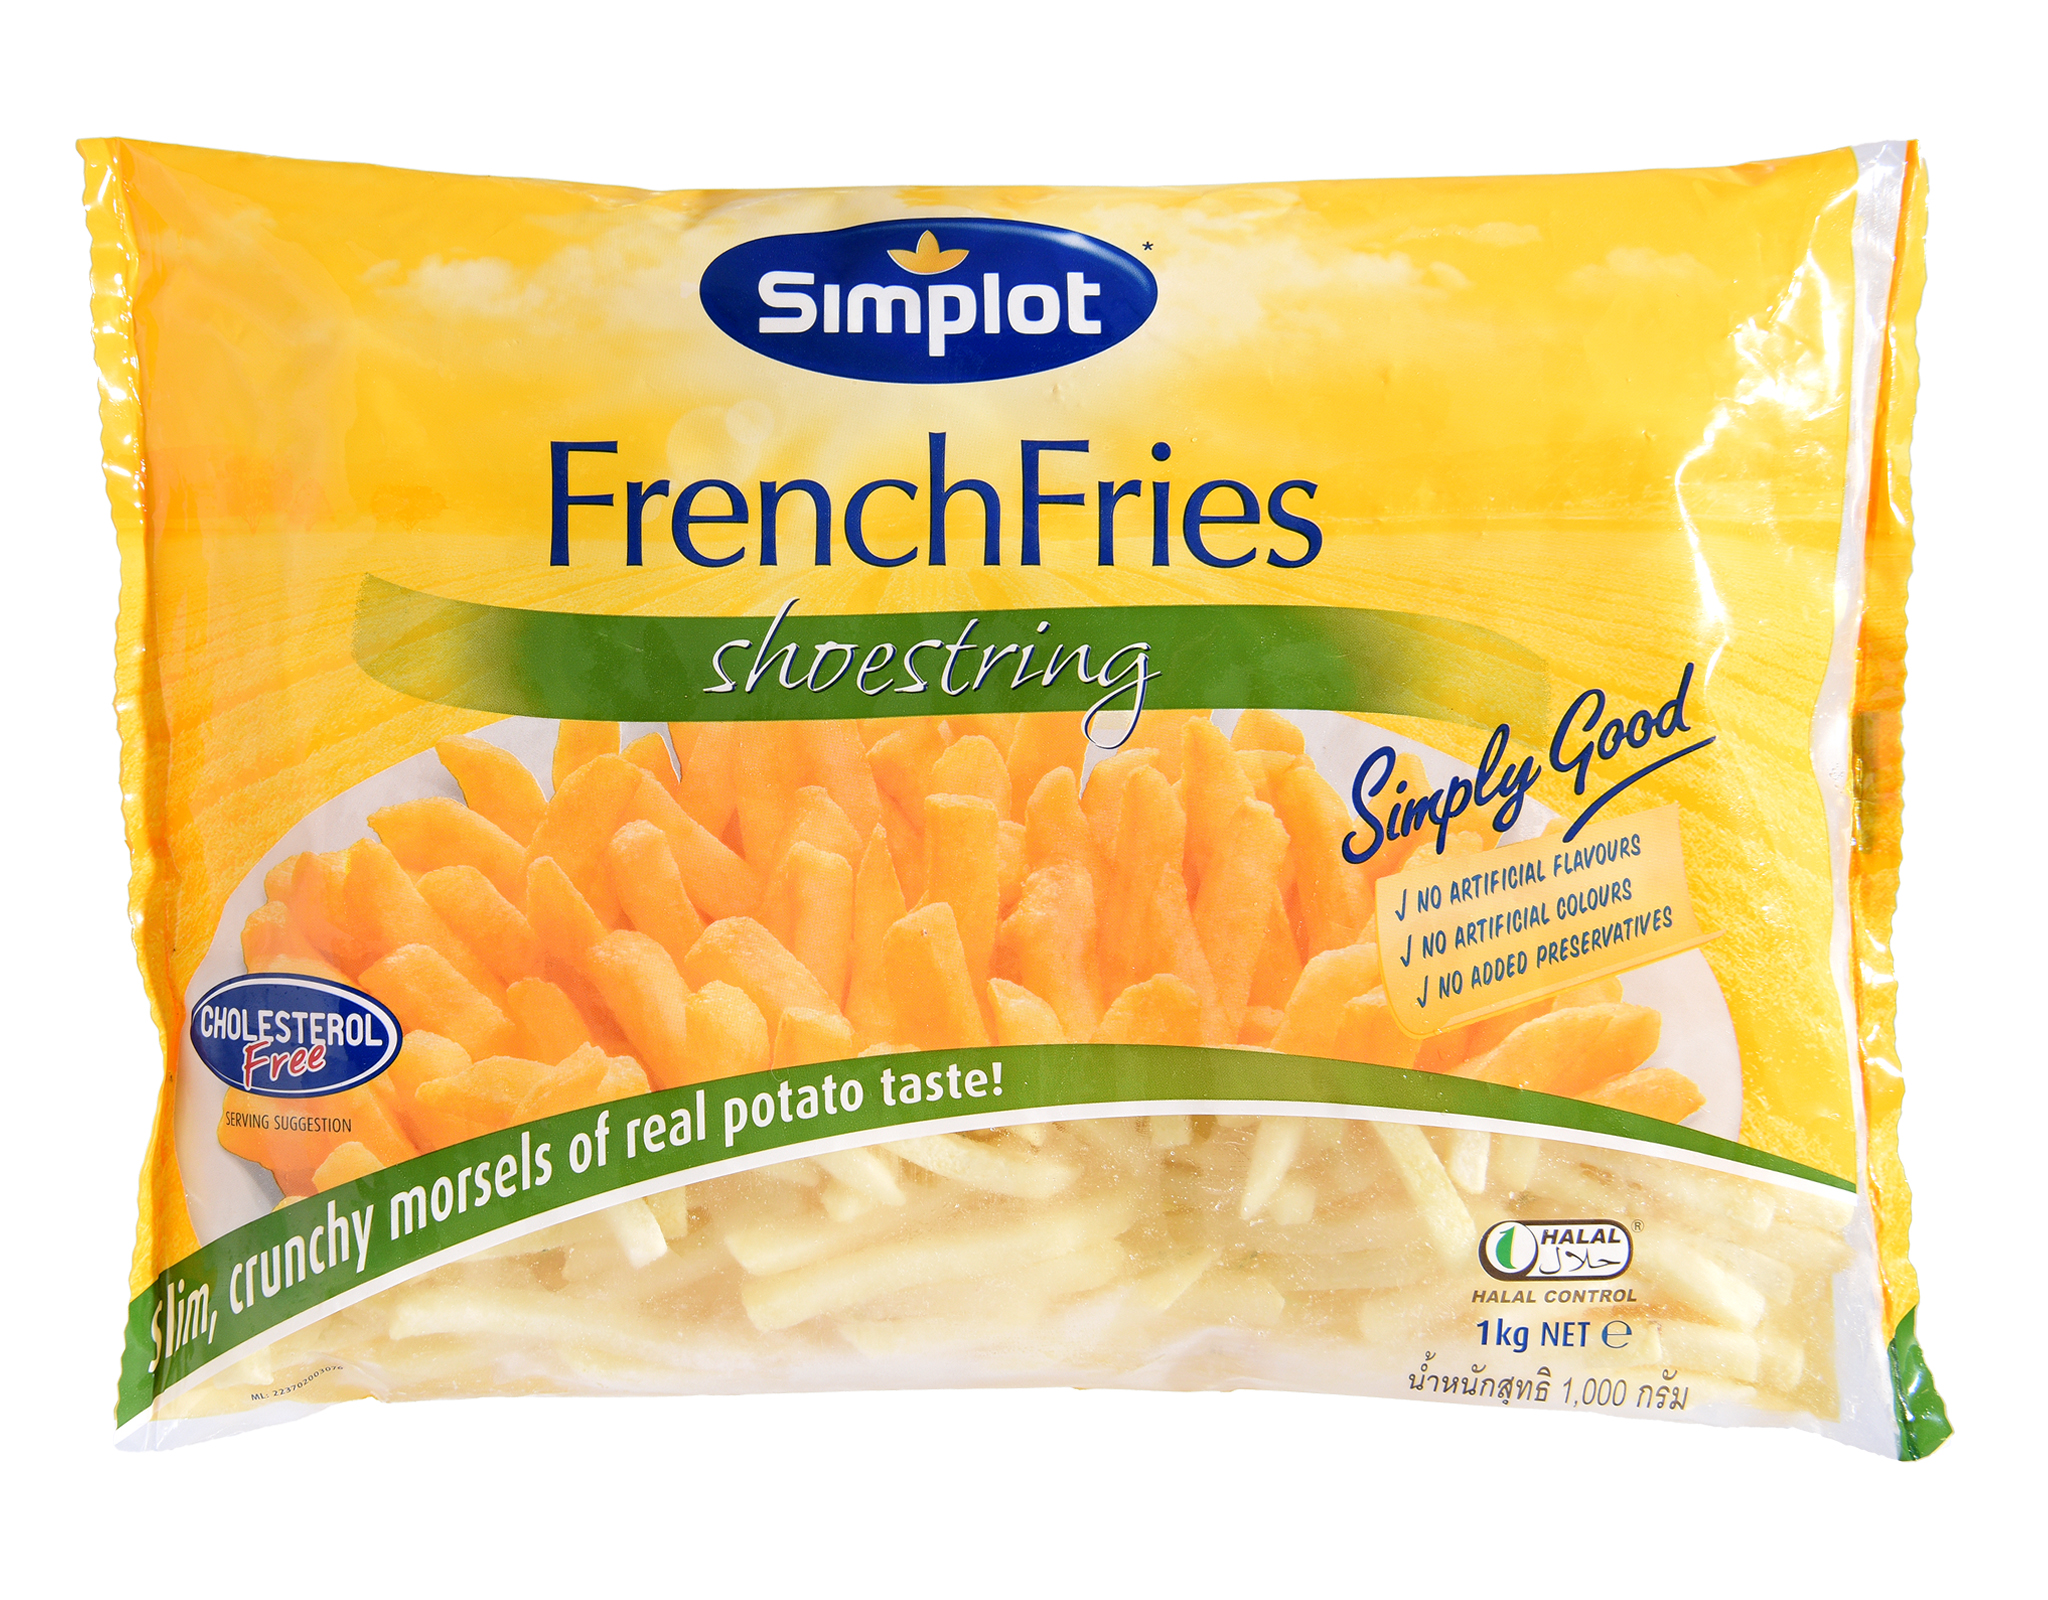 Simplot*
FrenchFries
shoestring
Simply Good
√ NO ARTIFICIAL FLAVOURS
√ NO ARTIFICIAL COLOURS
√ NO ADDED PRESERVATIVES
CHOLESTEROL
Free
SERVING SUGGESTION
slim, crunchy morsels of real potato taste!
HALAL ®
حلال
HALAL CONTROL
1kg NET ℮
น้ำหนักสุทธิ 1,000 กรัม
ML: 223702003076